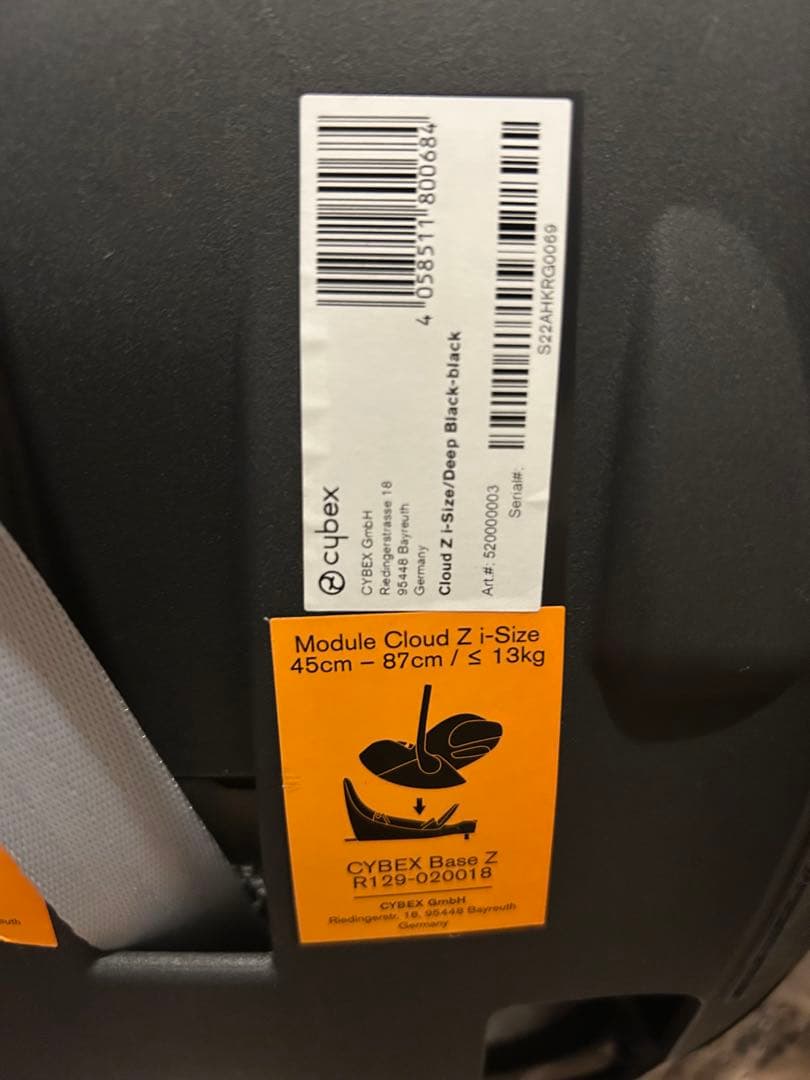 cybex
CYBEX GmbH
Riedingerstrasse 18
95448 Bayreuth
Germany
Cloud Z i-Size/Deep Black-black
Art.#: 520000003
Serial#:
4 058511 800684
S22AHKRG0069
Module Cloud Z i-Size
45cm – 87cm / ≤ 13kg
CYBEX Base Z
R129-020018
CYBEX GmbH
Riedingerstr. 18, 95448 Bayreuth
Germany